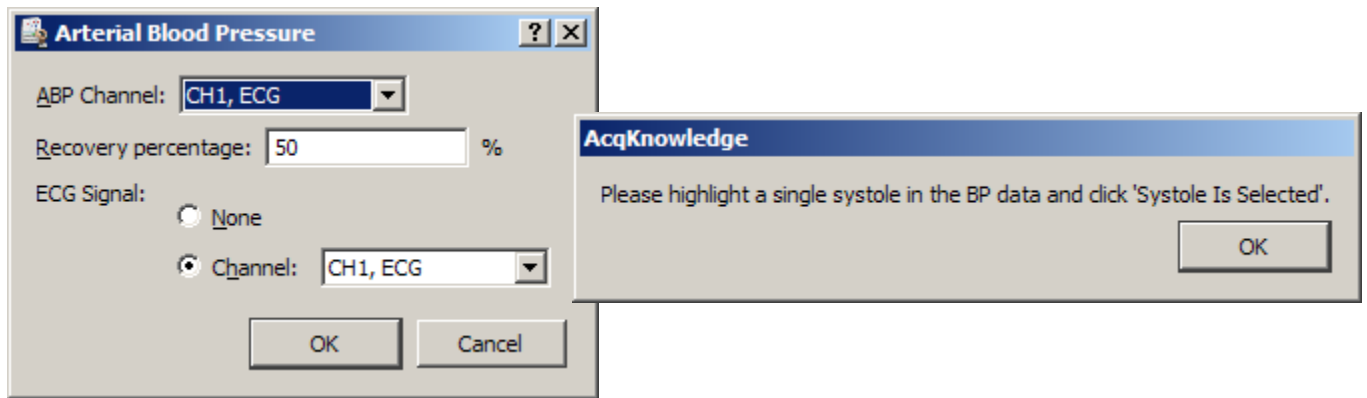 Arterial Blood Pressure
ABP Channel: CH1, ECG
Recovery percentage: 50 %
ECG Signal:
None
Channel: CH1, ECG
OK Cancel
AcqKnowledge
Please highlight a single systole in the BP data and click 'Systole Is Selected'.
OK